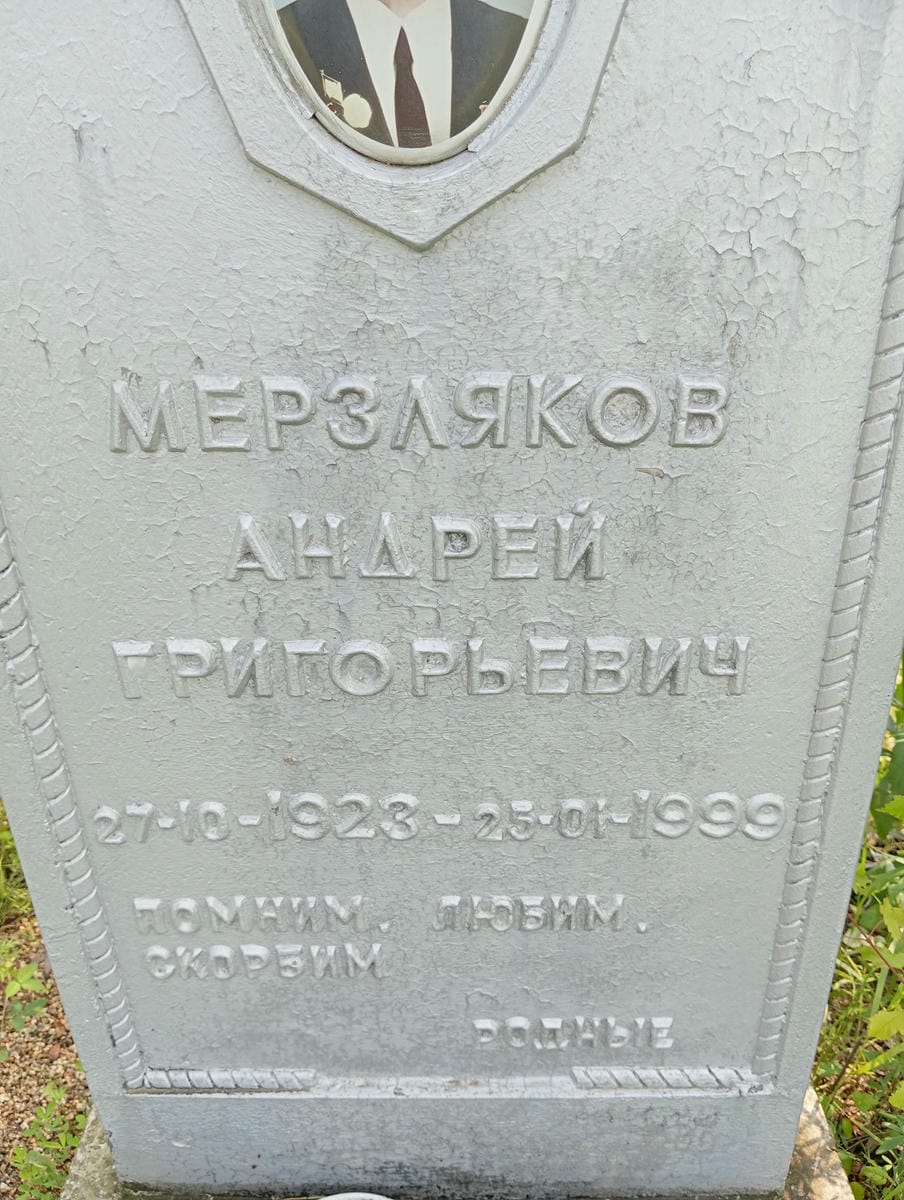 МЕРЗЛЯКОВ
АНДРЕЙ
ГРИГОРЬЕВИЧ
27-10-1923 - 25-01-1999
ПОМНИМ. ЛЮБИМ.
СКОРБИМ
РОДНЫЕ